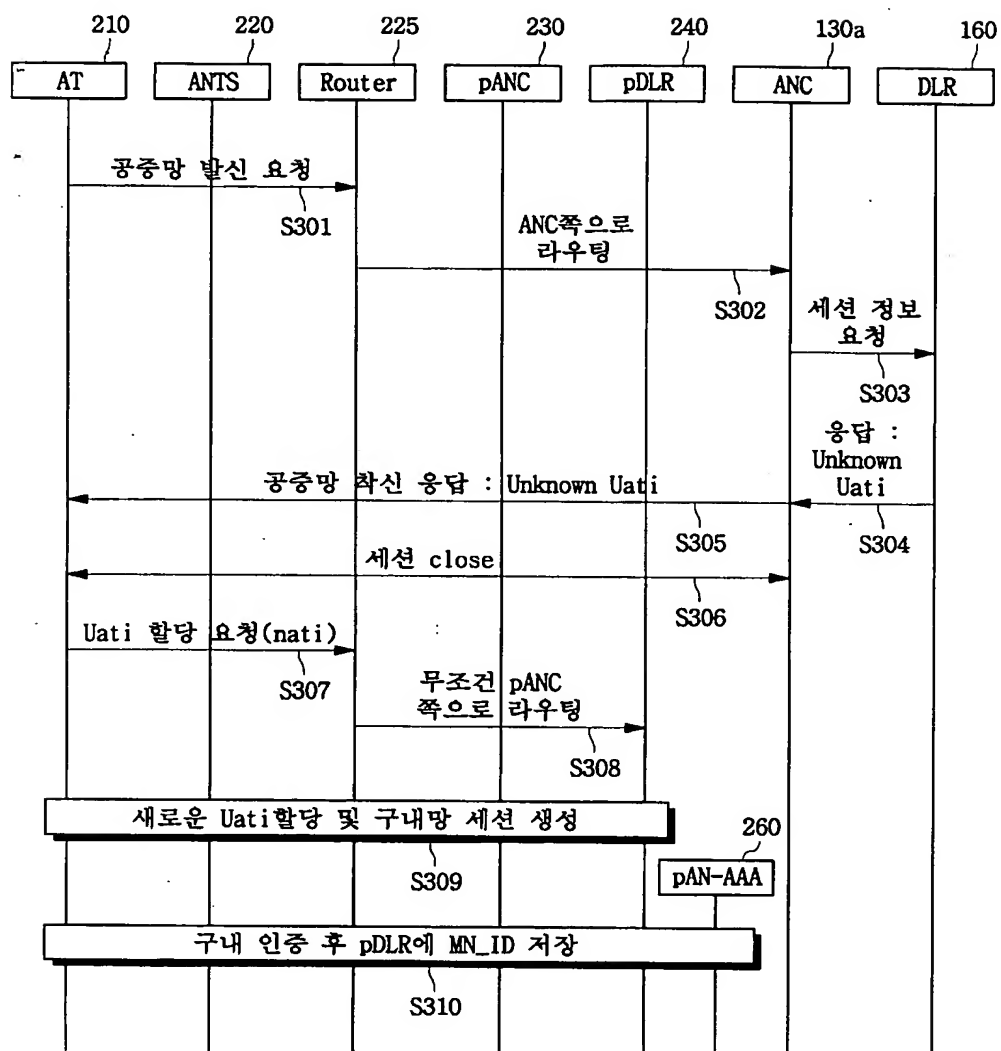 210
220
225
230
240
130a
160
AT
ANTS
Router
pANC
pDLR
ANC
DLR
공중망 발신 요청
S301
ANC쪽으로
라우팅
S302
세션 정보
요청
S303
응답 :
Unknown
Uati
S304
공중망 착신 응답 : Unknown Uati
S305
세션 close
S306
Uati 할당 요청(nati)
S307
무조건 pANC
쪽으로 라우팅
S308
새로운 Uati할당 및 구내망 세션 생성
S309
260
pAN-AAA
구내 인증 후 pDLR에 MN_ID 저장
S310